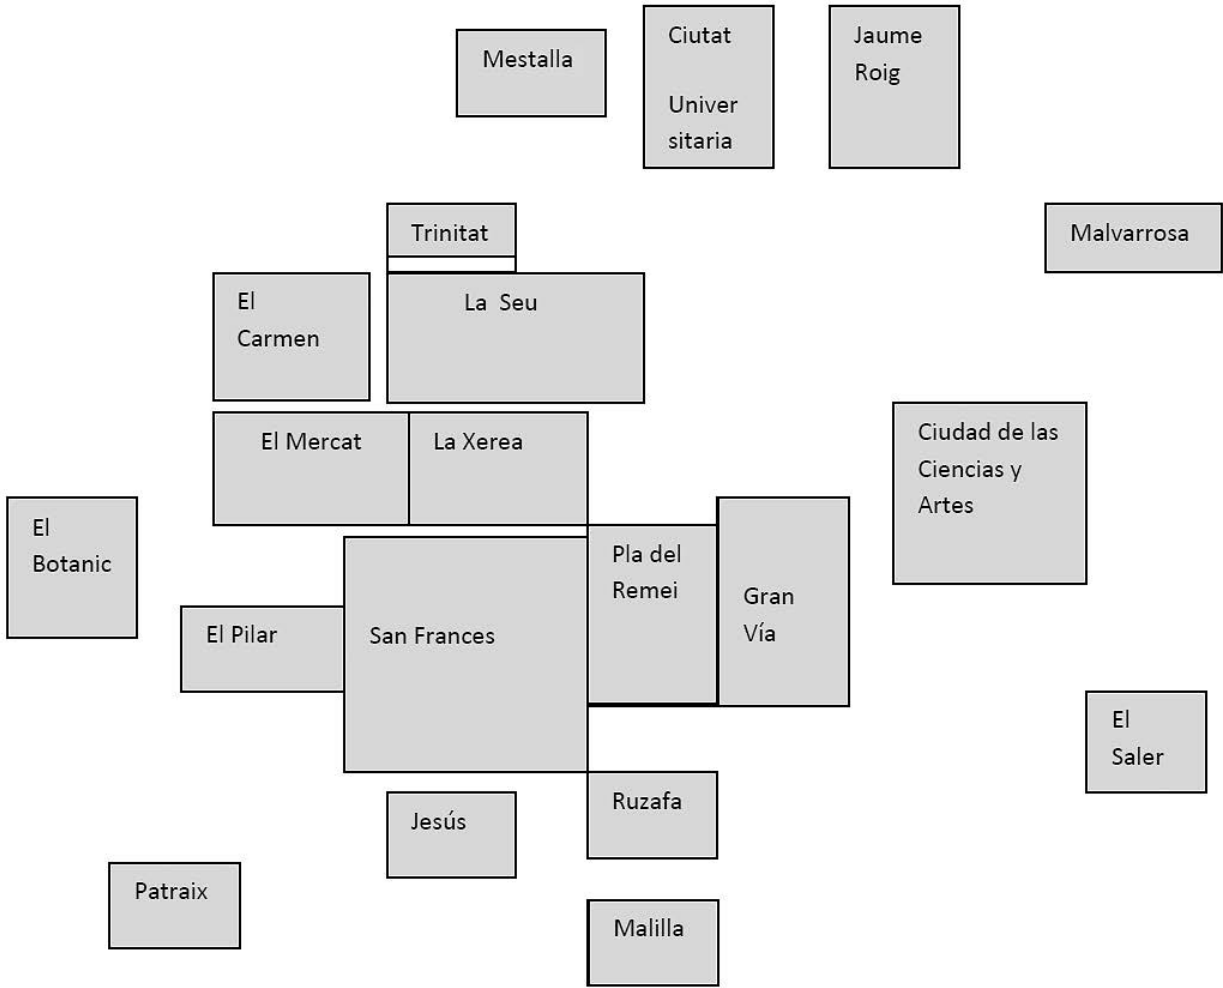 Mestalla
Ciutat
Univer
sitaria
Jaume
Roig
Trinitat
Malvarrosa
El
Carmen
La  Seu
El Mercat
La Xerea
Ciudad de las
Ciencias y
Artes
El
Botanic
Pla del
Remei
Gran
Vía
El Pilar
San Frances
El
Saler
Jesús
Ruzafa
Patraix
Malilla